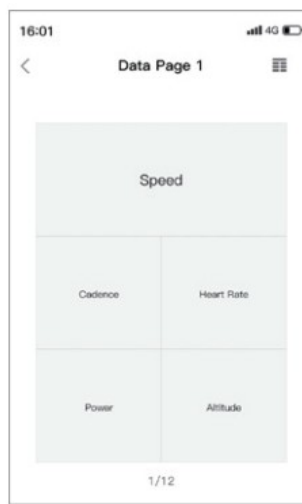 16:01 4G
Data Page 1
Speed
Cadence Heart Rate
Power Altitude
1/12